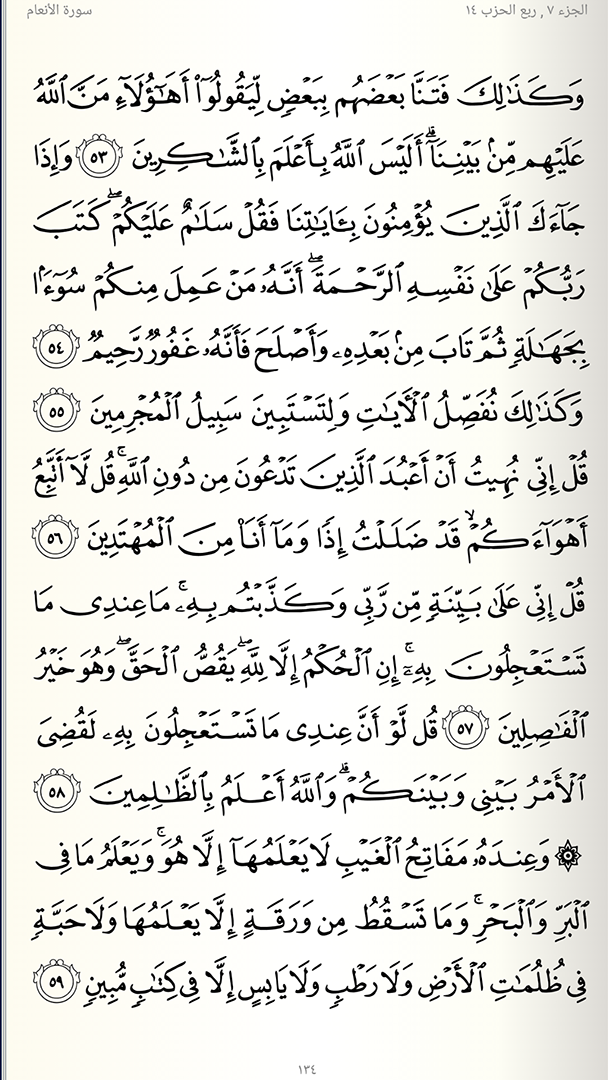 الجزء ٧ , ربع الحزب ١٤ سورة الأنعام
وَكَذَٰلِكَ فَتَنَّا بَعْضَهُم بِبَعْضٍ لِّيَقُولُوٓا۟ أَهَـٰٓؤُلَآءِ مَنَّ ٱللَّهُ
عَلَيْهِم مِّنۢ بَيْنِنَآ ۗ أَلَيْسَ ٱللَّهُ بِأَعْلَمَ بِٱلشَّـٰكِرِينَ ٥٣ وَإِذَا
جَآءَكَ ٱلَّذِينَ يُؤْمِنُونَ بِـَٔايَـٰتِنَا فَقُلْ سَلَـٰمٌ عَلَيْكُمْ ۖ كَتَبَ
رَبُّكُمْ عَلَىٰ نَفْسِهِ ٱلرَّحْمَةَ ۖ أَنَّهُۥ مَنْ عَمِلَ مِنكُمْ سُوٓءًۢا
بِجَهَـٰلَةٍ ثُمَّ تَابَ مِنۢ بَعْدِهِۦ وَأَصْلَحَ فَأَنَّهُۥ غَفُورٌ رَّحِيمٌ ٥٤
وَكَذَٰلِكَ نُفَصِّلُ ٱلْـَٔايَـٰتِ وَلِتَسْتَبِينَ سَبِيلُ ٱلْمُجْرِمِينَ ٥٥
قُلْ إِنِّى نُهِيتُ أَنْ أَعْبُدَ ٱلَّذِينَ تَدْعُونَ مِن دُونِ ٱللَّهِ ۚ قُل لَّآ أَتَّبِعُ
أَهْوَآءَكُمْ ۙ قَدْ ضَلَلْتُ إِذًا وَمَآ أَنَا۠ مِنَ ٱلْمُهْتَدِينَ ٥٦
قُلْ إِنِّى عَلَىٰ بَيِّنَةٍ مِّن رَّبِّى وَكَذَّبْتُم بِهِۦ ۚ مَا عِندِى مَا
تَسْتَعْجِلُونَ بِهِۦٓ ۚ إِنِ ٱلْحُكْمُ إِلَّا لِلَّهِ ۖ يَقُصُّ ٱلْحَقَّ ۖ وَهُوَ خَيْرُ
ٱلْفَـٰصِلِينَ ٥٧ قُل لَّوْ أَنَّ عِندِى مَا تَسْتَعْجِلُونَ بِهِۦ لَقُضِىَ
ٱلْأَمْرُ بَيْنِى وَبَيْنَكُمْ ۗ وَٱللَّهُ أَعْلَمُ بِٱلظَّـٰلِمِينَ ٥٨
۞ وَعِندَهُۥ مَفَاتِحُ ٱلْغَيْبِ لَا يَعْلَمُهَآ إِلَّا هُوَ ۚ وَيَعْلَمُ مَا فِى
ٱلْبَرِّ وَٱلْبَحْرِ ۚ وَمَا تَسْقُطُ مِن وَرَقَةٍ إِلَّا يَعْلَمُهَا وَلَا حَبَّةٍ
فِى ظُلُمَـٰتِ ٱلْأَرْضِ وَلَا رَطْبٍ وَلَا يَابِسٍ إِلَّا فِى كِتَـٰبٍ مُّبِينٍ ٥٩
١٣٤